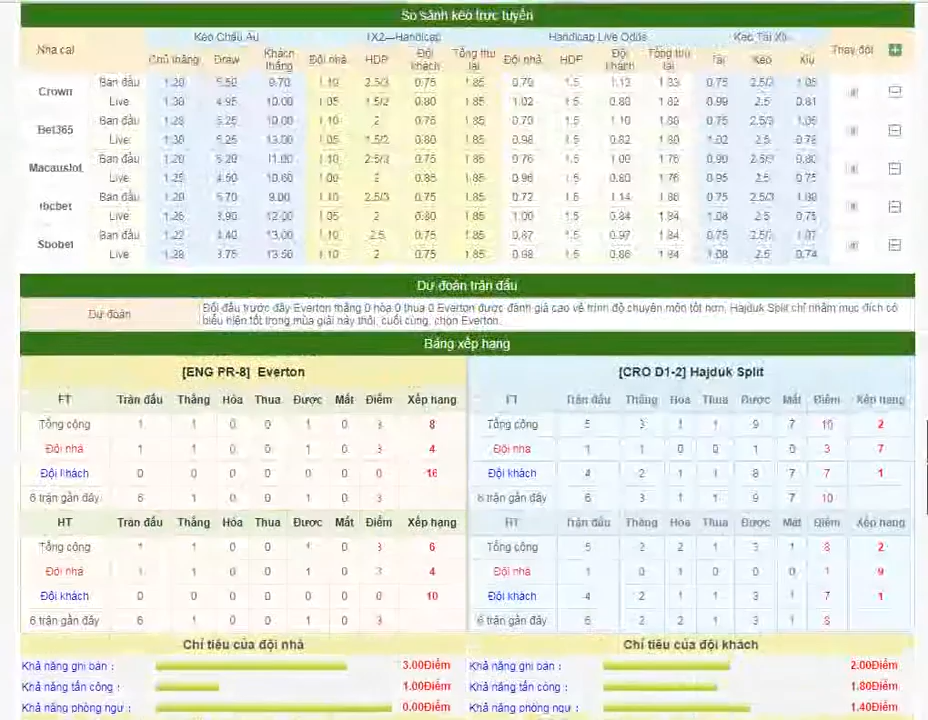 So sánh kèo trực tuyến
Nhà cái Kèo Châu Âu 1X2—Handicap Handicap Live Odds Kèo Tài Xỉu Thay đổi
Chủ thắng Draw Khách thắng Đội nhà HDP Đội khách Tổng thu lại Đội nhà HDP Đội khách Tổng thu lại Tài Kèo Xỉu
Crown Ban đầu 1.20 5.50 9.70 1.10 2.5/3 0.75 1.85 0.70 1.5 1.13 1.83 0.75 2.5/3 1.05
Live 1.30 4.95 10.00 1.05 1.5/2 0.80 1.85 1.02 1.5 0.80 1.82 0.99 2.5 0.81
Bet365 Ban đầu 1.28 5.25 10.00 1.10 2 0.75 1.85 0.70 1.5 0.75 2.5/3 1.05
Live 1.30 5.25 13.00 1.05 1.5/2 0.80 1.85 0.98 1.5 0.82 1.80 1.02 2.5 0.78
Macauslot Ban đầu 1.20 5.20 11.00 1.10 2.5/3 0.75 1.85 0.76 1.5 1.00 1.76 0.90 2.5/3 0.80
Live 1.25 4.50 10.60 1.00 2 0.85 1.85 0.96 1.5 0.80 1.76 0.95 2.5 0.75
Ibcbet Ban đầu 1.20 5.70 9.00 1.10 2.5/3 0.75 1.85 0.72 1.5 1.14 1.86 0.75 2.5/3
Live 1.26 3.90 12.00 1.05 2 0.80 1.85 1.00 1.5 0.84 1.84 1.08 2.5 0.75
Sbobet Ban đầu 1.22 4.40 13.00 1.10 2.5 0.75 1.85 0.87 1.5 0.97 1.84 0.75 2.5/3 1.07
Live 1.28 3.75 13.50 1.10 2 0.75 1.85 0.98 1.5 0.86 1.84 1.08 2.5 0.74
Dự đoán trận đấu
Dự đoán Đối đầu trước đây Everton thắng 0 hòa 0 thua 0 Everton được đánh giá cao về trình độ chuyên môn tốt hơn, Hajduk Split chỉ nhằm mục đích có
biểu hiện tốt trong mùa giải này thôi, cuối cùng, chọn Everton.
Bảng xếp hạng
[ENG PR-8] Everton [CRO D1-2] Hajduk Split
FT Trận đấu Thắng Hòa Thua Được Mất Điểm Xếp hạng FT Trận đấu Thắng Hòa Thua Được Mất Điểm Xếp hạng
Tổng cộng 1 1 0 0 1 0 3 8 Tổng cộng 5 3 1 1 9 7 10 2
Đội nhà 1 1 0 0 1 0 3 4 Đội nhà 1 1 0 0 1 0 3 7
Đội khách 0 0 0 0 0 0 0 16 Đội khách 4 2 1 1 8 7 7 1
6 trận gần đây 6 1 0 0 1 0 3 6 trận gần đây 6 3 1 1 9 7 10
HT Trận đấu Thắng Hòa Thua Được Mất Điểm Xếp hạng HT Trận đấu Thắng Hòa Thua Được Mất Điểm Xếp hạng
Tổng cộng 1 1 0 0 1 0 3 6 Tổng cộng 5 2 2 1 3 1 8 2
Đội nhà 1 1 0 0 1 0 3 4 Đội nhà 1 0 1 0 0 0 1 9
Đội khách 0 0 0 0 0 0 0 10 Đội khách 4 2 1 1 3 1 7 1
6 trận gần đây 6 1 0 0 1 0 3 6 trận gần đây 6 2 2 1 3 1 8
Chỉ tiêu của đội nhà Chỉ tiêu của đội khách
Khả năng ghi bàn : 3.00Điểm Khả năng ghi bàn : 2.00Điểm
Khả năng tấn công : 1.00Điểm Khả năng tấn công : 1.80Điểm
Khả năng phòng ngự : 0.00Điểm Khả năng phòng ngự : 1.40Điểm